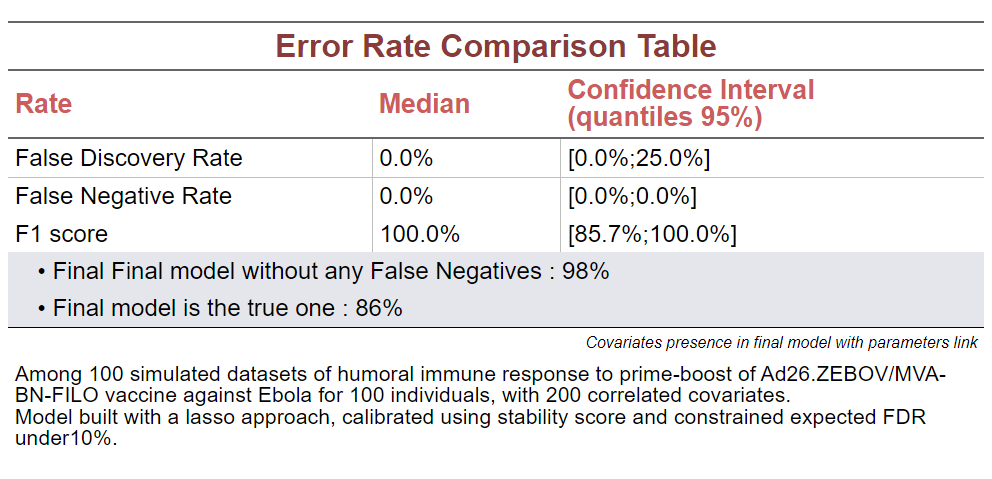 Error Rate Comparison Table
Rate Median Confidence Interval
(quantiles 95%)
False Discovery Rate 0.0% [0.0%;25.0%]
False Negative Rate 0.0% [0.0%;0.0%]
F1 score 100.0% [85.7%;100.0%]
• Final Final model without any False Negatives : 98%
• Final model is the true one : 86%
Covariates presence in final model with parameters link
Among 100 simulated datasets of humoral immune response to prime-boost of Ad26.ZEBOV/MVA-
BN-FILO vaccine against Ebola for 100 individuals, with 200 correlated covariates.
Model built with a lasso approach, calibrated using stability score and constrained expected FDR
under10%.